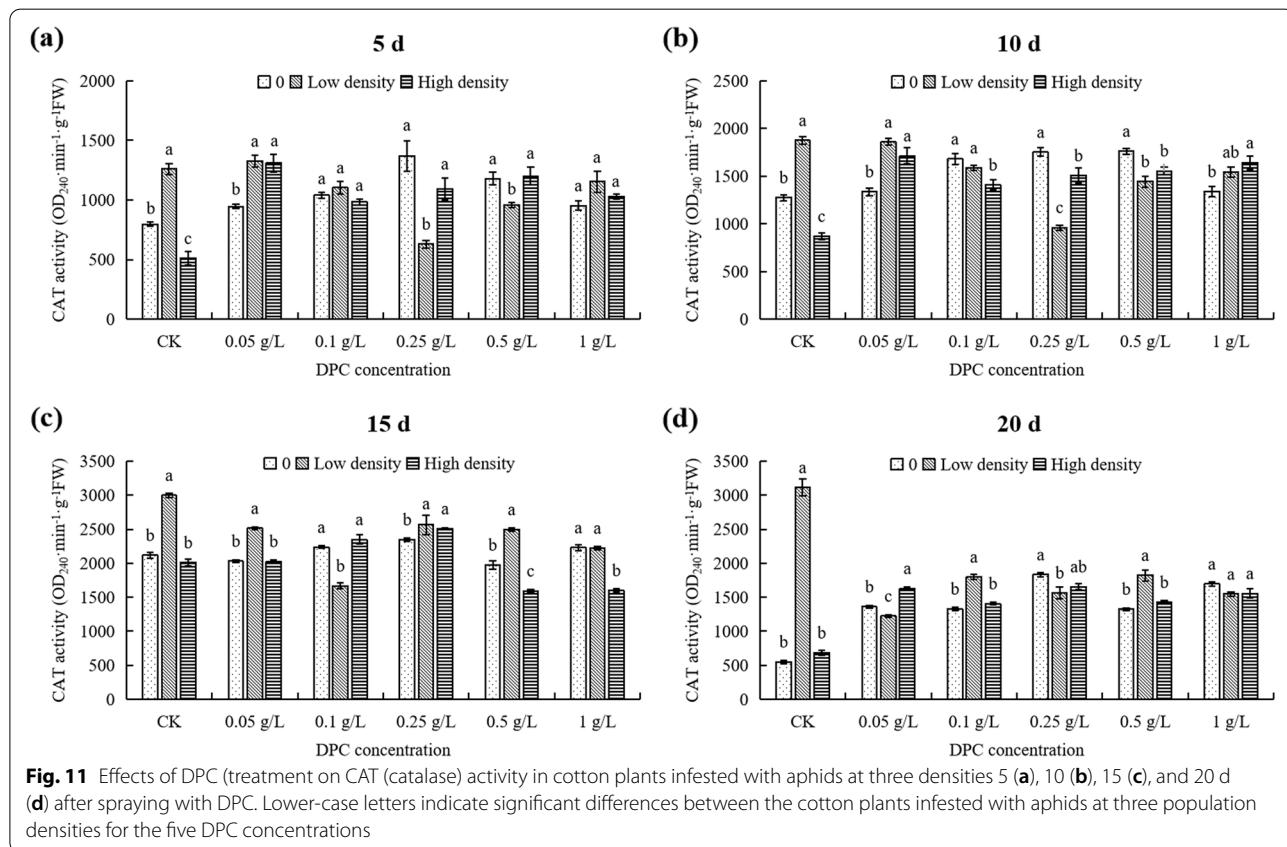 (a)
5 d
0 Low density High density
CAT activity (OD240·min-1·g-1FW)
2000
1500
1000
500
0
b a c
b a a
a a a
a b a
a b a
a a a
CK 0.05 g/L 0.1 g/L 0.25 g/L 0.5 g/L 1 g/L
DPC concentration
(b)
10 d
0 Low density High density
CAT activity (OD240·min-1·g-1FW)
2500
2000
1500
1000
500
0
b a c
b a a
a a b
a c b
a b b
b ab a
CK 0.05 g/L 0.1 g/L 0.25 g/L 0.5 g/L 1 g/L
DPC concentration
(c)
15 d
0 Low density High density
CAT activity (OD240·min-1·g-1FW)
3500
3000
2500
2000
1500
1000
500
0
b a b
b a b
a b a
b a a
b a c
a a b
CK 0.05 g/L 0.1 g/L 0.25 g/L 0.5 g/L 1 g/L
DPC concentration
(d)
20 d
0 Low density High density
CAT activity (OD240·min-1·g-1FW)
3500
3000
2500
2000
1500
1000
500
0
b a b
b c a
b a b
a b ab
b a b
a a a
CK 0.05 g/L 0.1 g/L 0.25 g/L 0.5 g/L 1 g/L
DPC concentration
Fig. 11 Effects of DPC (treatment on CAT (catalase) activity in cotton plants infested with aphids at three densities 5 (a), 10 (b), 15 (c), and 20 d
(d) after spraying with DPC. Lower-case letters indicate significant differences between the cotton plants infested with aphids at three population
densities for the five DPC concentrations